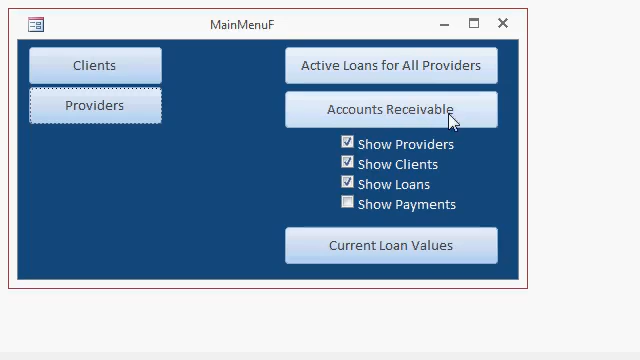 MainMenuF
Clients
Providers
Active Loans for All Providers
Accounts Receivable
Show Providers
Show Clients
Show Loans
Show Payments
Current Loan Values